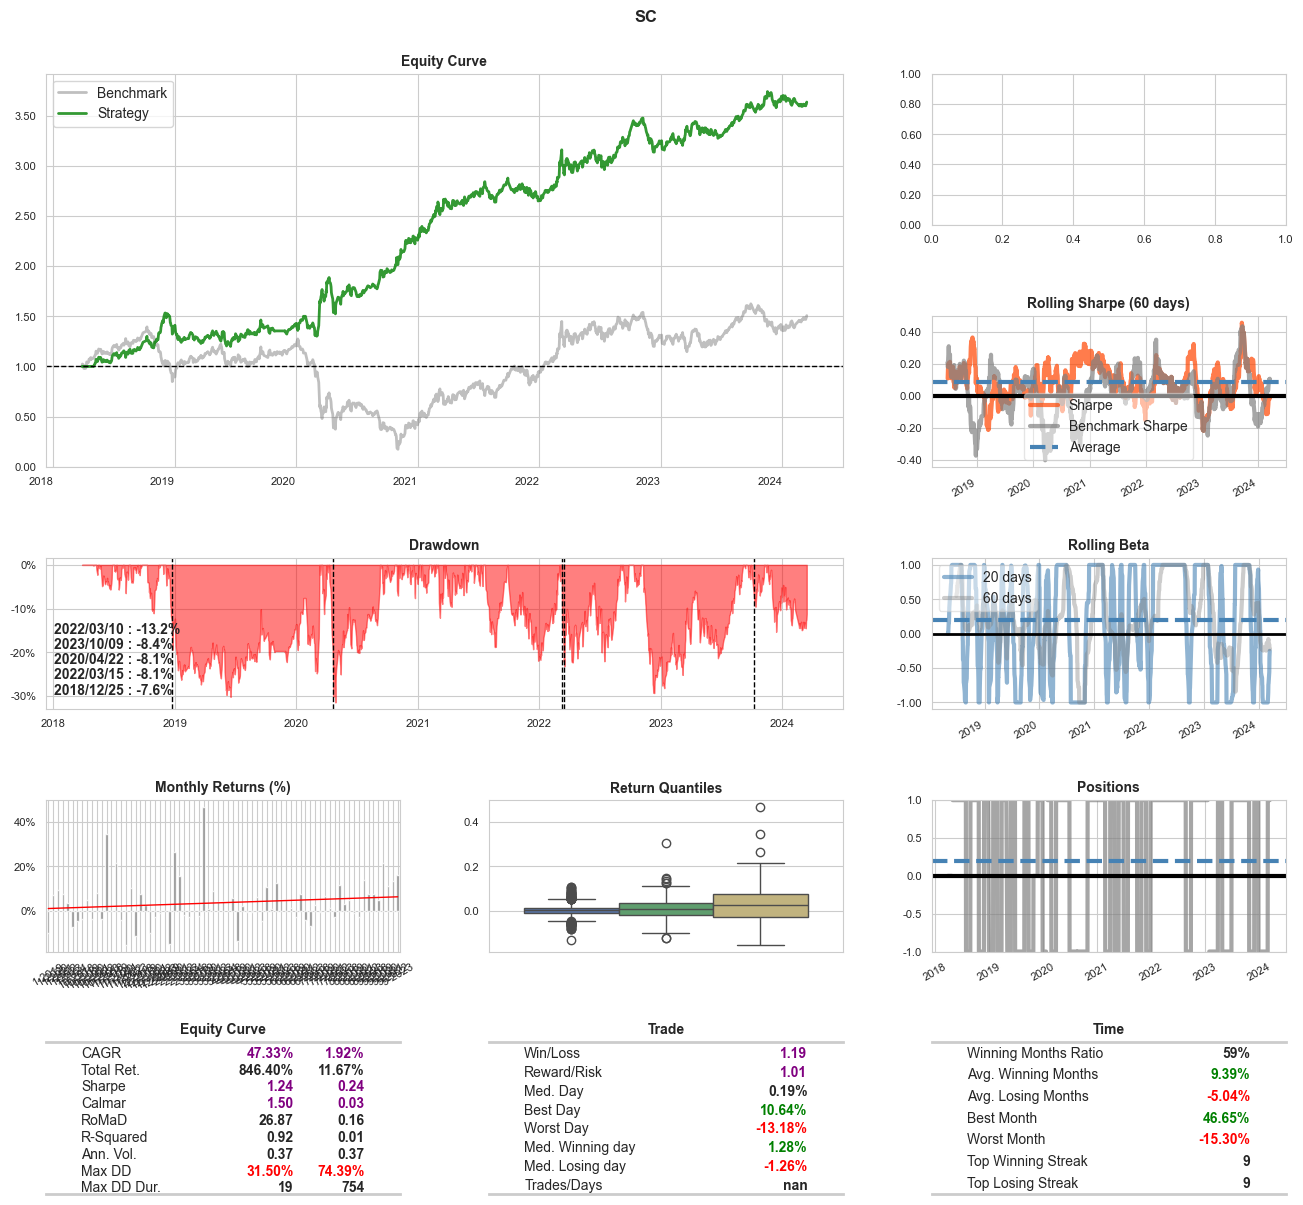 SC
Equity Curve
Benchmark
Strategy
3.50
3.00
2.50
2.00
1.50
1.00
0.50
0.00
2018 2019 2020 2021 2022 2023 2024
1.00
0.80
0.60
0.40
0.20
0.00
0.0 0.2 0.4 0.6 0.8 1.0
Rolling Sharpe (60 days)
0.40
0.20
0.00
-0.20
-0.40
Sharpe
Benchmark Sharpe
Average
2019 2020 2021 2022 2023 2024
Drawdown
0%
-10%
-20%
-30%
2022/03/10 : -13.2%
2023/10/09 : -8.4%
2020/04/22 : -8.1%
2022/03/15 : -8.1%
2018/12/25 : -7.6%
2018 2019 2020 2021 2022 2023 2024
Rolling Beta
1.00
0.50
0.00
-0.50
-1.00
20 days
60 days
2019 2020 2021 2022 2023 2024
Monthly Returns (%)
40%
20%
0%
Return Quantiles
0.4
0.2
0.0
Positions
1.0
0.5
0.0
-0.5
-1.0
2018 2019 2020 2021 2022 2023 2024
Equity Curve
CAGR 47.33% 1.92%
Total Ret. 846.40% 11.67%
Sharpe 1.24 0.24
Calmar 1.50 0.03
RoMaD 26.87 0.16
R-Squared 0.92 0.01
Ann. Vol. 0.37 0.37
Max DD 31.50% 74.39%
Max DD Dur. 19 754
Trade
Win/Loss 1.19
Reward/Risk 1.01
Med. Day 0.19%
Best Day 10.64%
Worst Day -13.18%
Med. Winning day 1.28%
Med. Losing day -1.26%
Trades/Days nan
Time
Winning Months Ratio 59%
Avg. Winning Months 9.39%
Avg. Losing Months -5.04%
Best Month 46.65%
Worst Month -15.30%
Top Winning Streak 9
Top Losing Streak 9